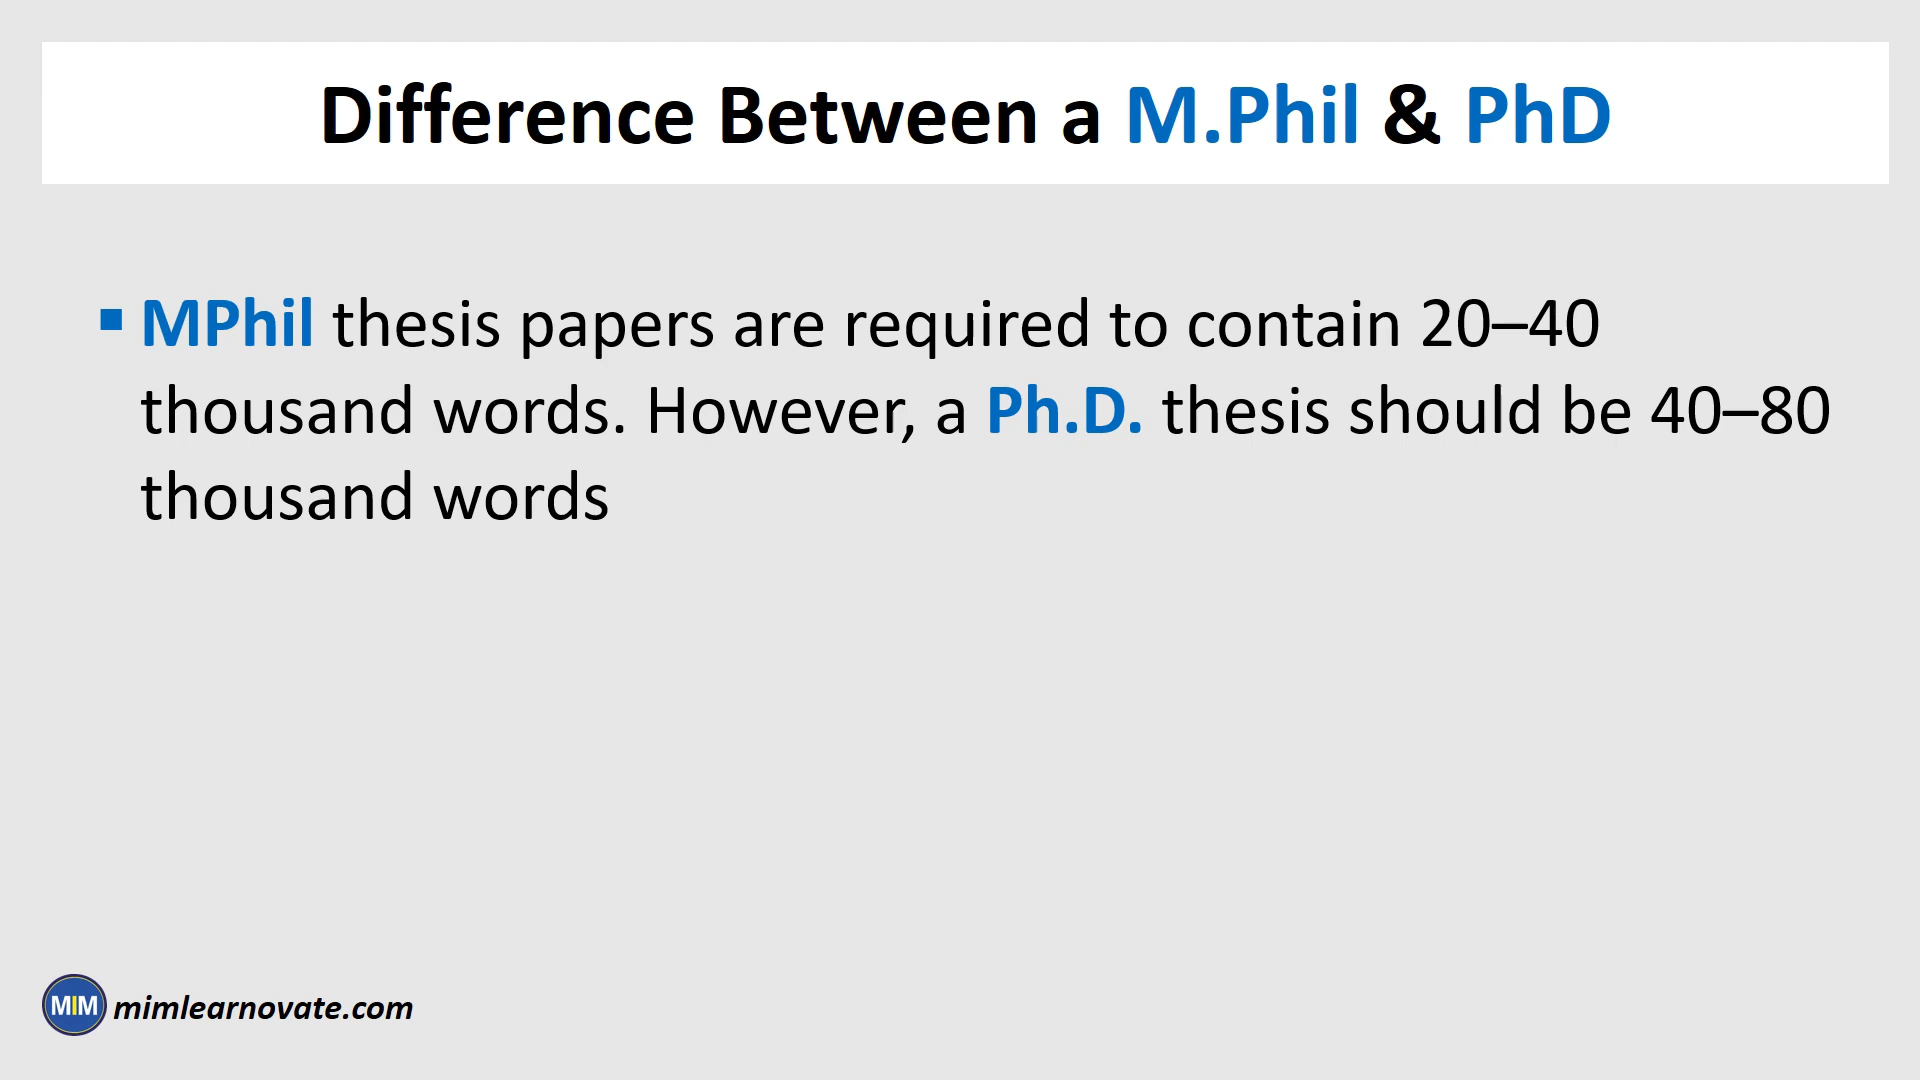 Difference Between a M.Phil & PhD
▪ MPhil thesis papers are required to contain 20–40
thousand words. However, a Ph.D. thesis should be 40–80
thousand words
MIM mimlearnovate.com